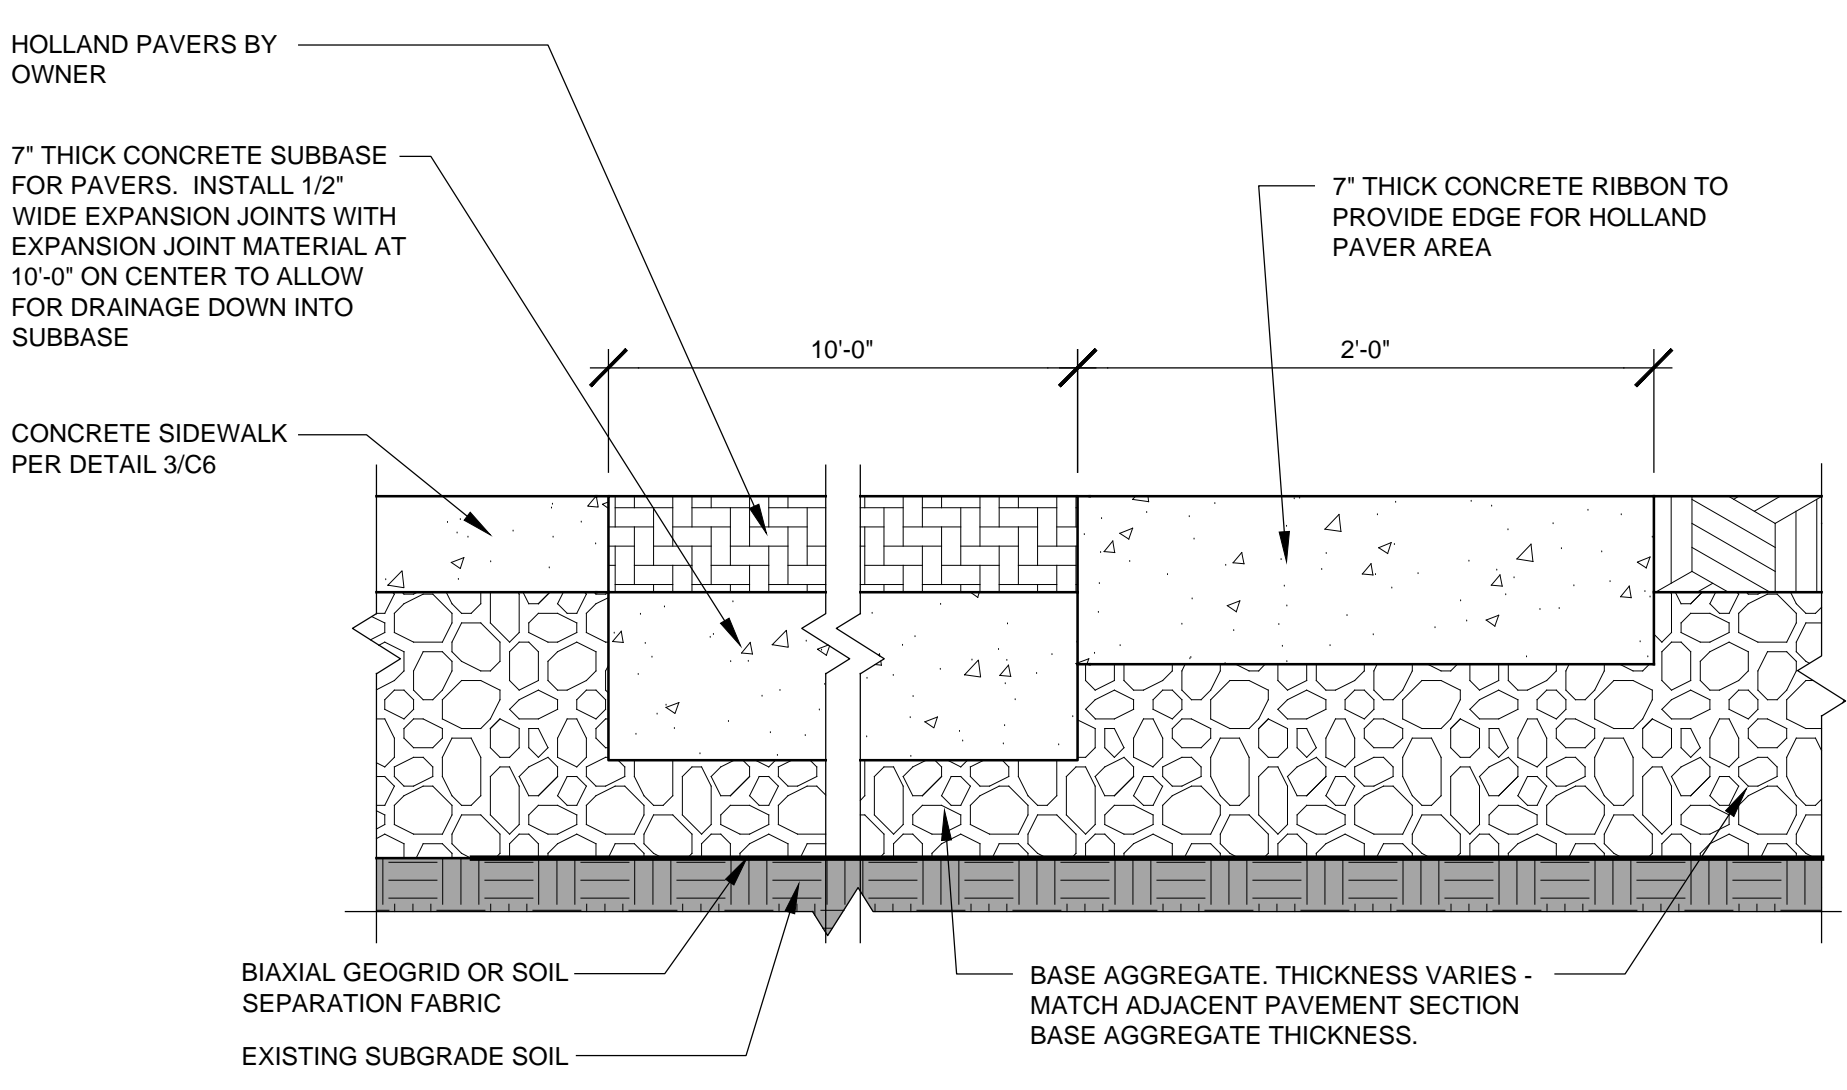 HOLLAND PAVERS BY
OWNER
7" THICK CONCRETE SUBBASE
FOR PAVERS.  INSTALL 1/2"
WIDE EXPANSION JOINTS WITH
EXPANSION JOINT MATERIAL AT
10'-0" ON CENTER TO ALLOW
FOR DRAINAGE DOWN INTO
SUBBASE
7" THICK CONCRETE RIBBON TO
PROVIDE EDGE FOR HOLLAND
PAVER AREA
10'-0"
2'-0"
CONCRETE SIDEWALK
PER DETAIL 3/C6
BIAXIAL GEOGRID OR SOIL
SEPARATION FABRIC
EXISTING SUBGRADE SOIL
BASE AGGREGATE. THICKNESS VARIES -
MATCH ADJACENT PAVEMENT SECTION
BASE AGGREGATE THICKNESS.